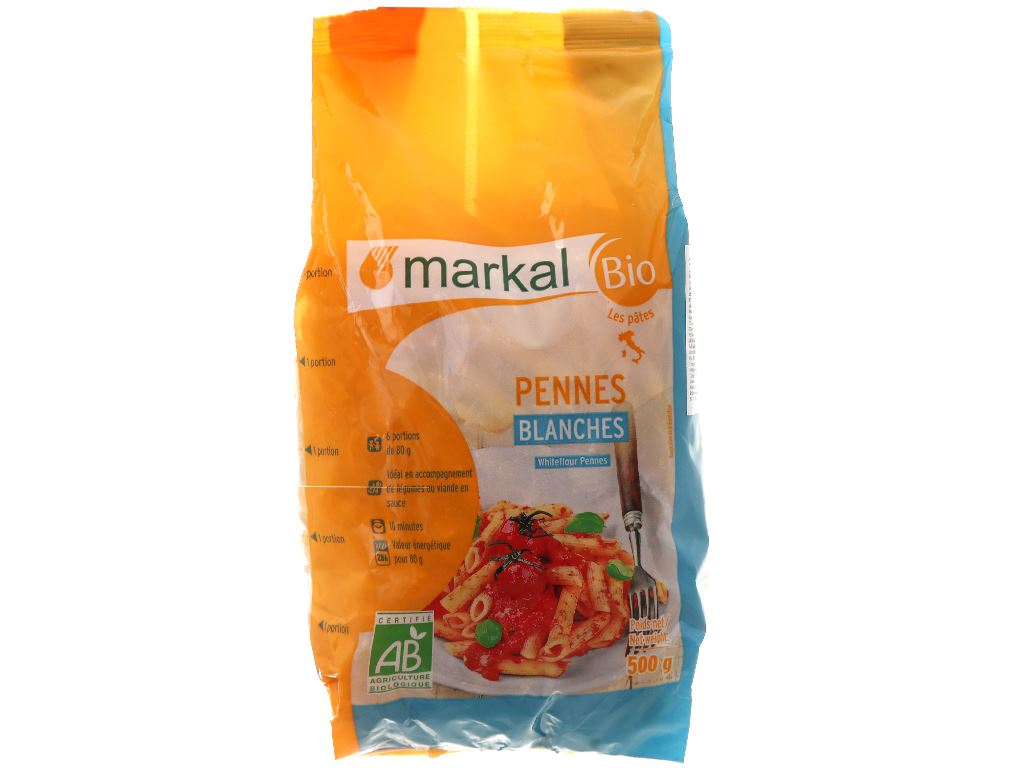 markal
Bio
Les pâtes
PENNES
BLANCHES
Whiteflour Pennes
portion
1 portion
1 portion
1 portion
1 portion
6 portions
de 80 g
Idéal en accompagnement
de légumes ou viande en
sauce
10 minutes
Valeur énergétique
pour 80 g
CERTIFIÉ
AB
AGRICULTURE
BIOLOGIQUE
Poids net /
Net weight:
500 g